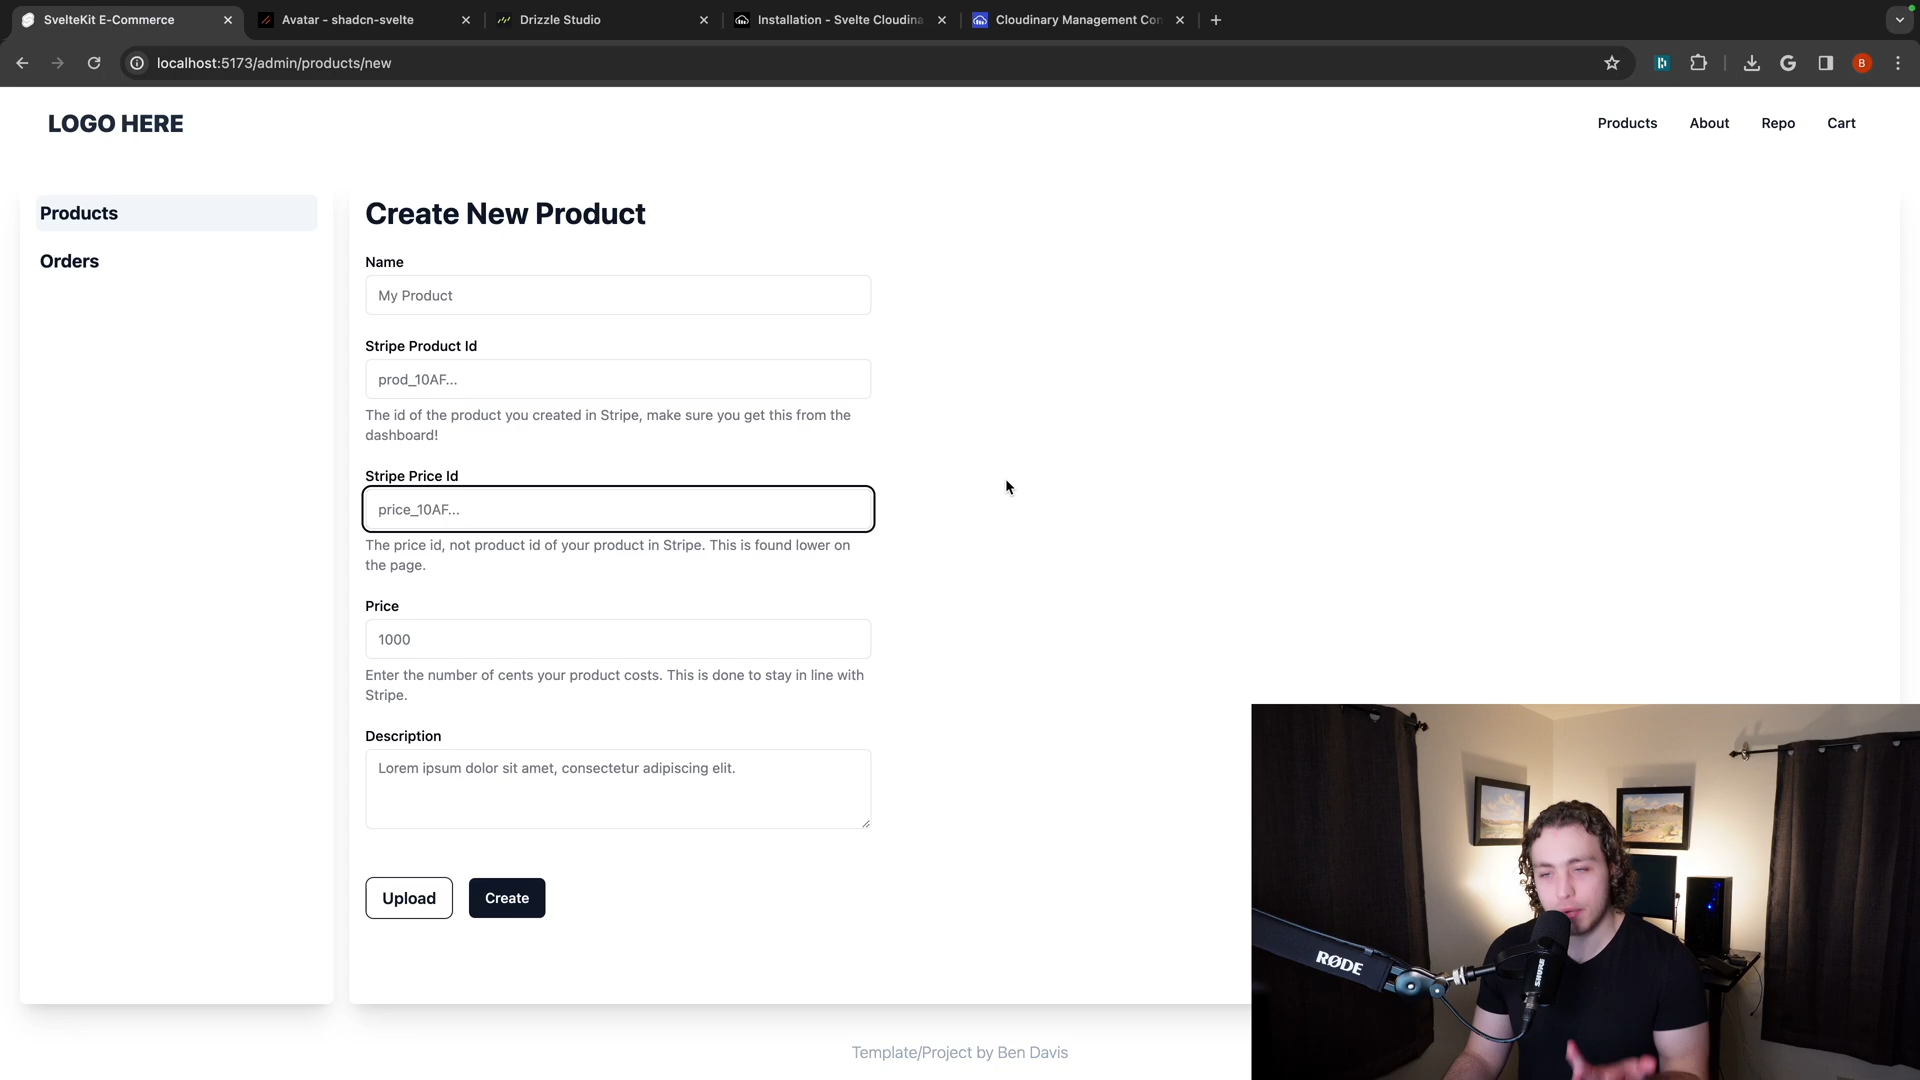 SvelteKit E-Commerce
Avatar - shadcn-svelte
Drizzle Studio
Installation - Svelte Cloudina
Cloudinary Management Con
localhost:5173/admin/products/new
B
LOGO HERE
Products
About
Repo
Cart
Products
Orders
Create New Product
Name
My Product
Stripe Product Id
prod_10AF...
The id of the product you created in Stripe, make sure you get this from the
dashboard!
Stripe Price Id
price_10AF...
The price id, not product id of your product in Stripe. This is found lower on
the page.
Price
1000
Enter the number of cents your product costs. This is done to stay in line with
Stripe.
Description
Lorem ipsum dolor sit amet, consectetur adipiscing elit.
Upload
Create
RØDE
SHURE
Template/Project by Ben Davis